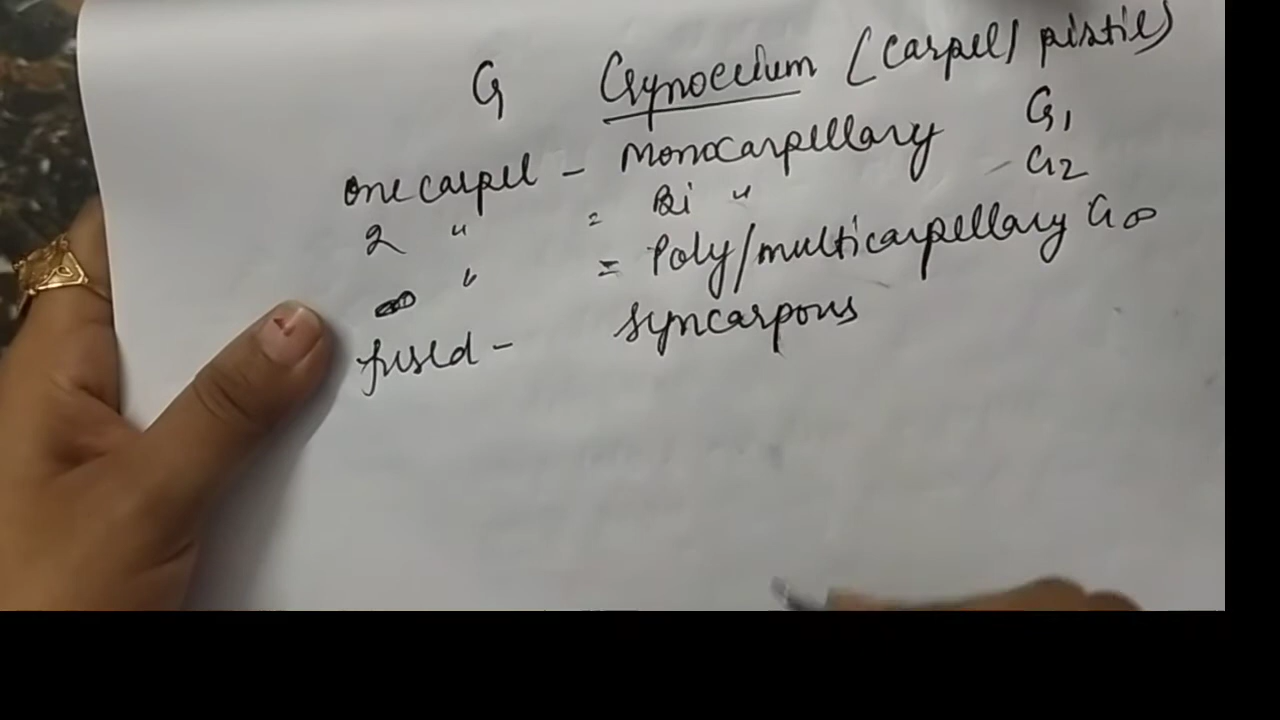 G Gynoecium (Carpel/pistil)
one carpel - Monocarpellary G1
2 " = Bi " G2
∞ " = Poly/multicarpellary G∞
fused - syncarpous